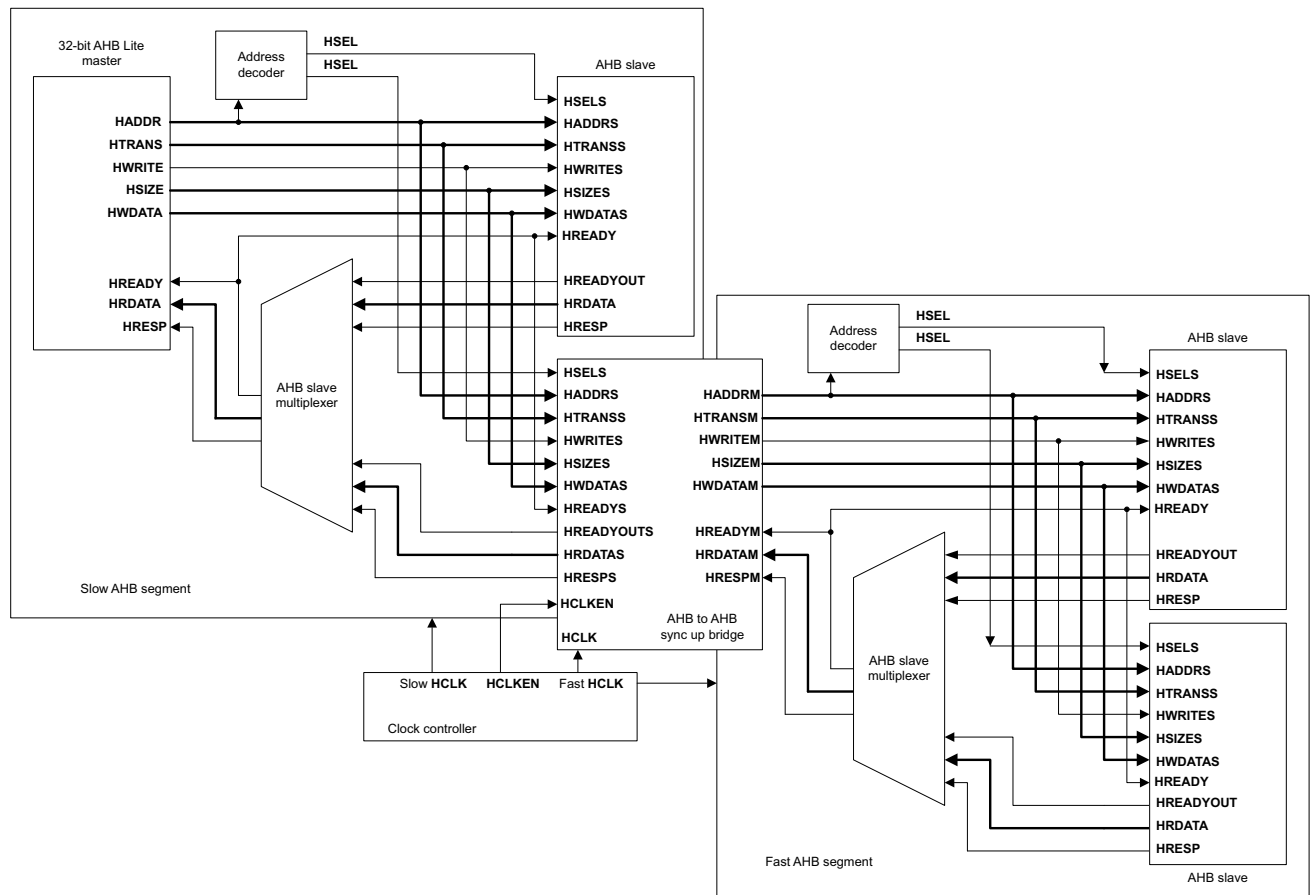 32-bit AHB Lite
master
HADDR
HTRANS
HWRITE
HSIZE
HWDATA
HREADY
HRDATA
HRESP
Address
decoder
HSEL
HSEL
AHB slave
HSELS
HADDRS
HTRANSS
HWRITES
HSIZES
HWDATAS
HREADY
HREADYOUT
HRDATA
HRESP
AHB slave
multiplexer
HSELS
HADDRS
HTRANSS
HWRITES
HSIZES
HWDATAS
HREADYS
HREADYOUTS
HRDATAS
HRESPS
HCLKEN
HCLK
HADDRM
HTRANSM
HWRITEM
HSIZEM
HWDATAM
HREADYM
HRDATAM
HRESPM
AHB to AHB
sync up bridge
Slow AHB segment
Slow HCLK HCLKEN Fast HCLK
Clock controller
Address
decoder
HSEL
HSEL
AHB slave
HSELS
HADDRS
HTRANSS
HWRITES
HSIZES
HWDATAS
HREADY
HREADYOUT
HRDATA
HRESP
AHB slave
multiplexer
HSELS
HADDRS
HTRANSS
HWRITES
HSIZES
HWDATAS
HREADY
HREADYOUT
HRDATA
HRESP
AHB slave
Fast AHB segment